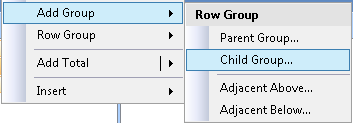 Add Group
Row Group
Add Total
Insert
Row Group
Parent Group...
Child Group...
Adjacent Above...
Adjacent Below...